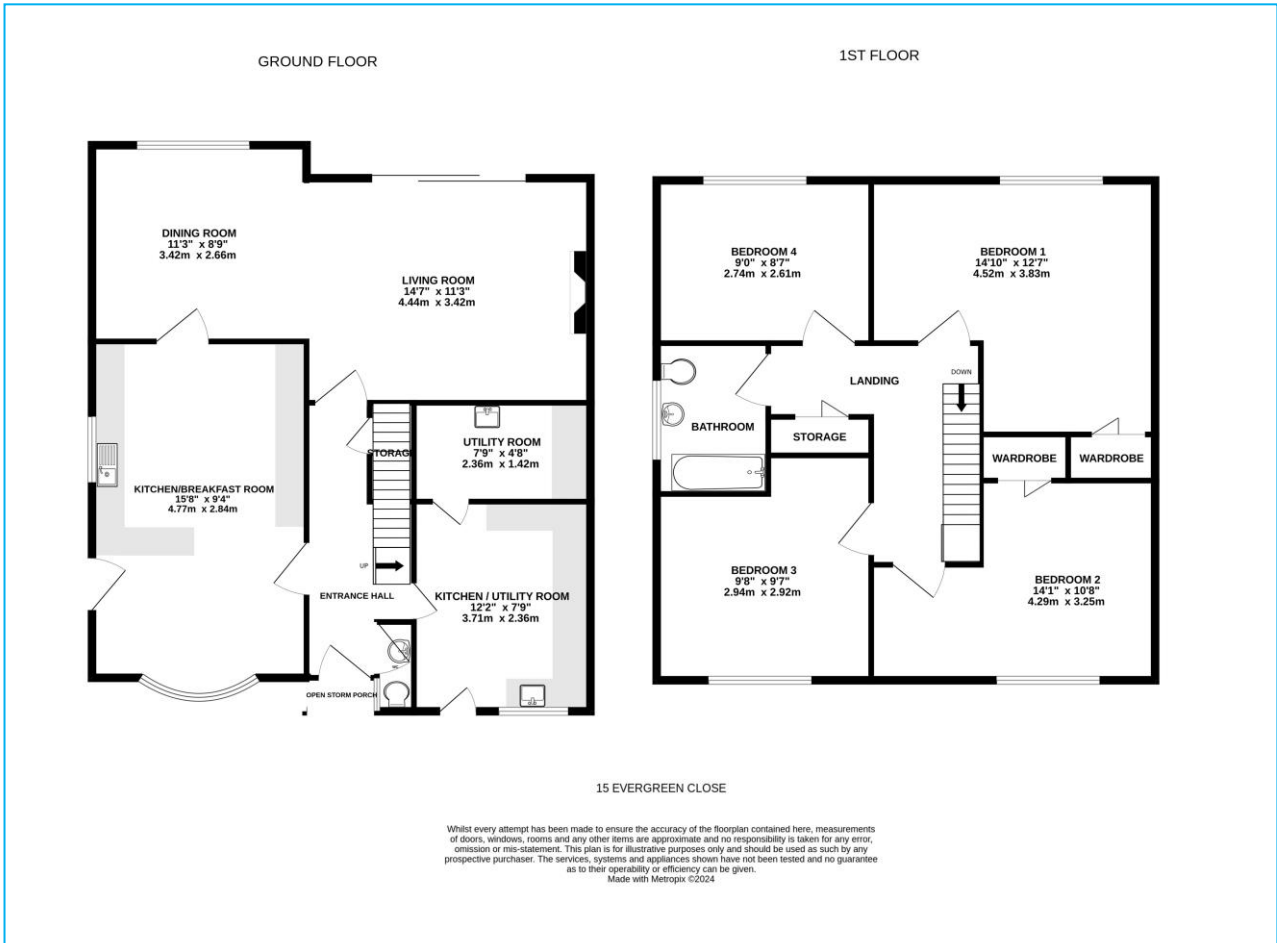 GROUND FLOOR
DINING ROOM
11'3" x 8'9"
3.42m x 2.66m
LIVING ROOM
14'7" x 11'3"
4.44m x 3.42m
STORAGE
UTILITY ROOM
7'9" x 4'8"
2.36m x 1.42m
KITCHEN/BREAKFAST ROOM
15'8" x 9'4"
4.77m x 2.84m
UP
ENTRANCE HALL
KITCHEN / UTILITY ROOM
12'2" x 7'9"
3.71m x 2.36m
WC
OPEN STORM PORCH
1ST FLOOR
BEDROOM 4
9'0" x 8'7"
2.74m x 2.61m
BEDROOM 1
14'10" x 12'7"
4.52m x 3.83m
DOWN
LANDING
BATHROOM
STORAGE
WARDROBE
WARDROBE
BEDROOM 3
9'8" x 9'7"
2.94m x 2.92m
BEDROOM 2
14'1" x 10'8"
4.29m x 3.25m
15 EVERGREEN CLOSE
Whilst every attempt has been made to ensure the accuracy of the floorplan contained here, measurements
of doors, windows, rooms and any other items are approximate and no responsibility is taken for any error,
omission or mis-statement. This plan is for illustrative purposes only and should be used as such by any
prospective purchaser. The services, systems and appliances shown have not been tested and no guarantee
as to their operability or efficiency can be given.
Made with Metropix ©2024